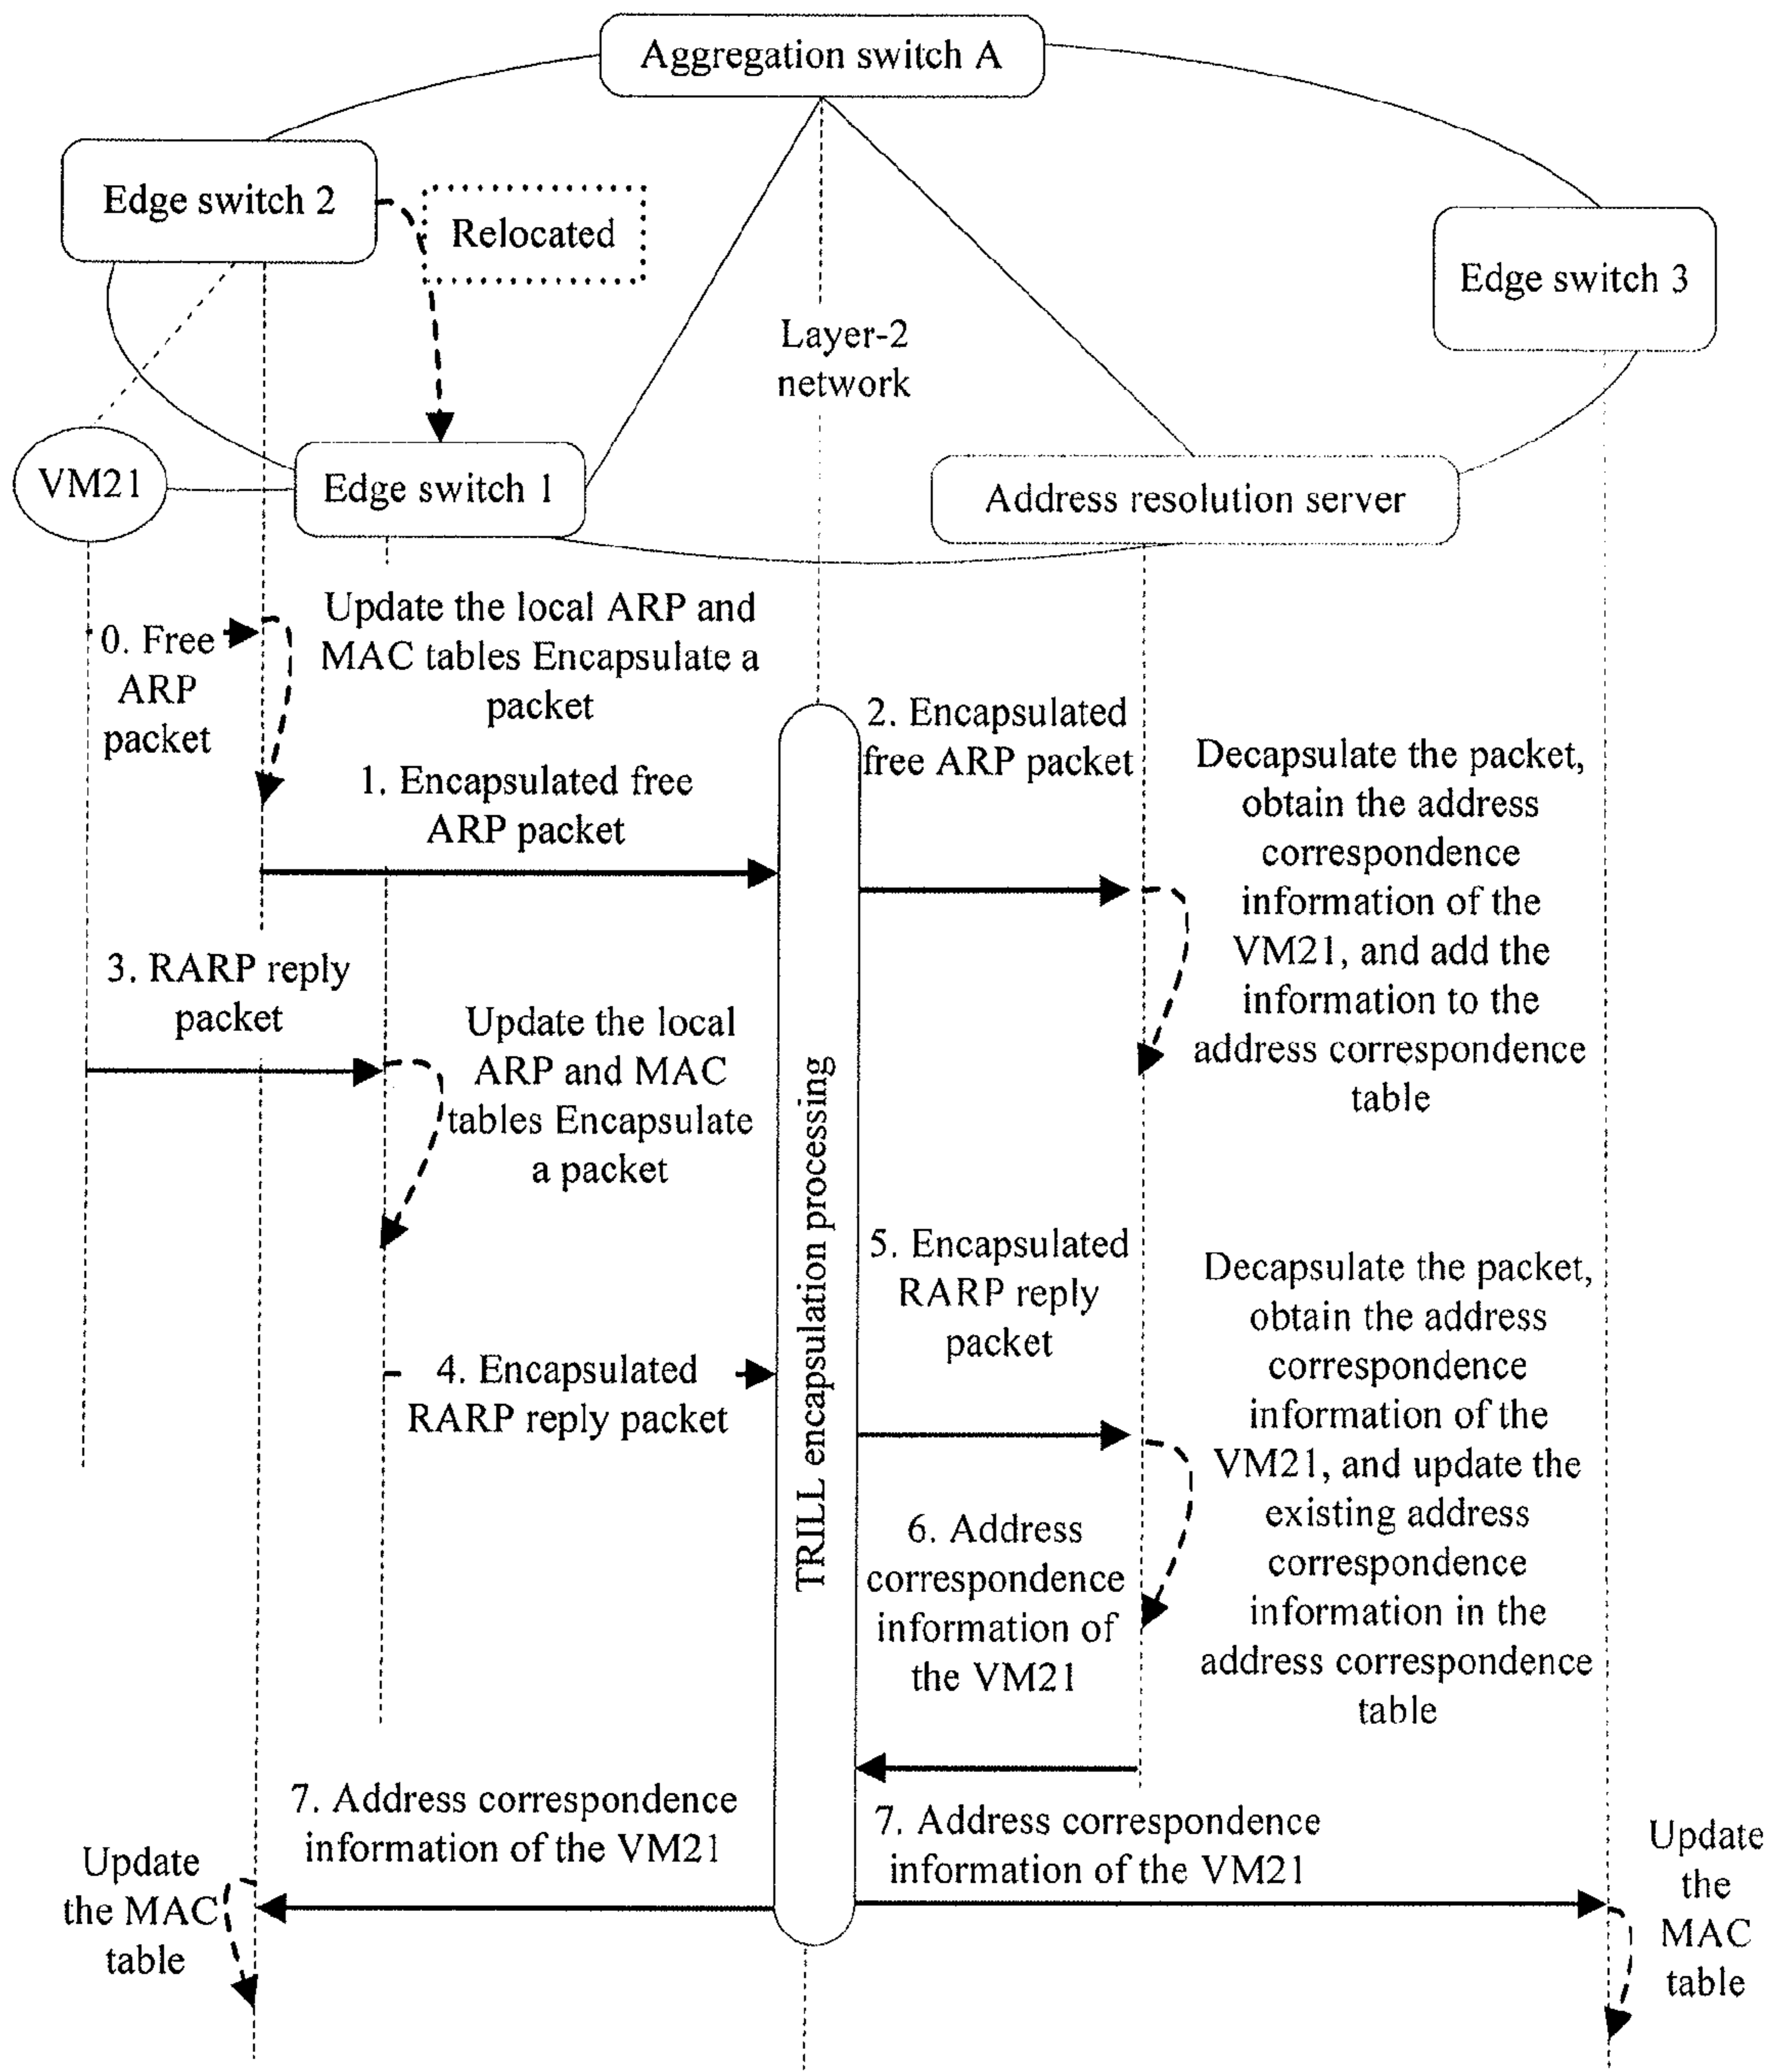 Aggregation switch A
Edge switch 2
Relocated
Edge switch 3
Layer-2
network
VM21
Edge switch 1
Address resolution server
0. Free
ARP
packet
Update the local ARP and
MAC tables Encapsulate a
packet
1. Encapsulated free
ARP packet
2. Encapsulated
free ARP packet
Decapsulate the packet,
obtain the address
correspondence
information of the
VM21, and add the
information to the
address correspondence
table
3. RARP reply
packet
Update the local
ARP and MAC
tables Encapsulate
a packet
TRILL encapsulation processing
4. Encapsulated
RARP reply packet
5. Encapsulated
RARP reply
packet
Decapsulate the packet,
obtain the address
correspondence
information of the
VM21, and update the
existing address
correspondence
information in the
address correspondence
table
6. Address
correspondence
information of
the VM21
7. Address correspondence
information of the VM21
7. Address correspondence
information of the VM21
Update
the MAC
table
Update
the
MAC
table